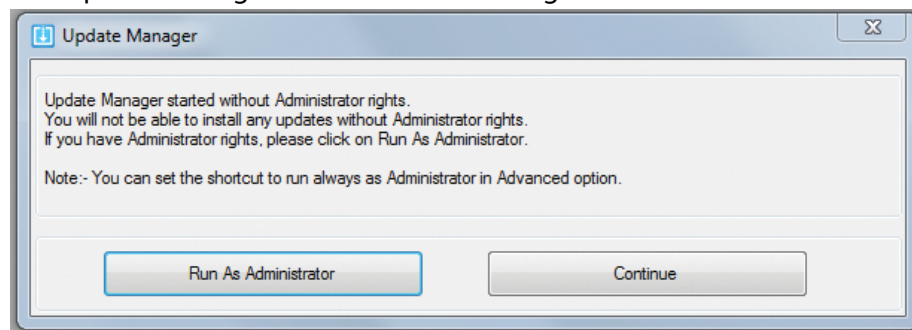 Update Manager
Update Manager started without Administrator rights.
You will not be able to install any updates without Administrator rights.
If you have Administrator rights, please click on Run As Administrator.
Note:- You can set the shortcut to run always as Administrator in Advanced option.
Run As Administrator
Continue